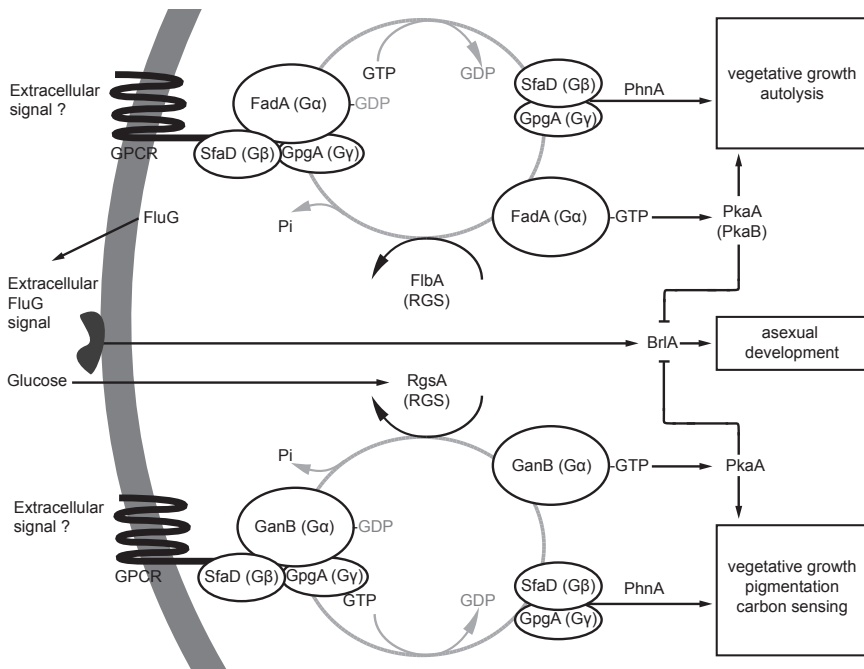 Extracellular
signal ?
GPCR
FadA (Gα)
-GDP
SfaD (Gβ)
GpgA (Gγ)
GTP
GDP
SfaD (Gβ)
GpgA (Gγ)
PhnA
vegetative growth
autolysis
Pi
FadA (Gα)
-GTP
PkaA
(PkaB)
FluG
FlbA
(RGS)
Extracellular
FluG
signal
BrlA
asexual
development
Glucose
RgsA
(RGS)
Pi
GanB (Gα)
-GTP
PkaA
Extracellular
signal ?
GPCR
GanB (Gα)
-GDP
SfaD (Gβ)
GpgA (Gγ)
GTP
GDP
SfaD (Gβ)
GpgA (Gγ)
PhnA
vegetative growth
pigmentation
carbon sensing